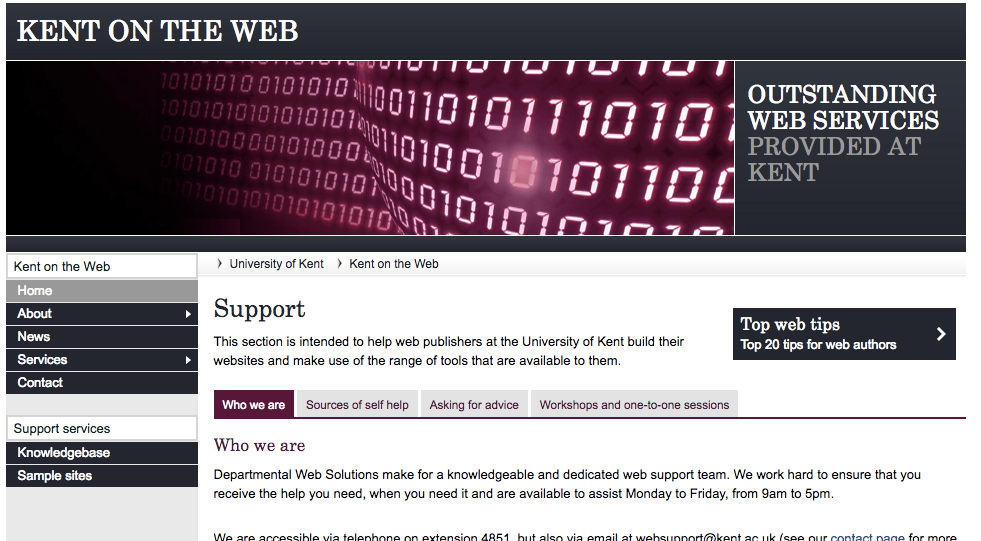 KENT ON THE WEB
OUTSTANDING
WEB SERVICES
PROVIDED AT
KENT
Kent on the Web
Home
About
News
Services
Contact
Support services
Knowledgebase
Sample sites
University of Kent Kent on the Web
Support
This section is intended to help web publishers at the University of Kent build their
websites and make use of the range of tools that are available to them.
Top web tips
Top 20 tips for web authors
Who we are Sources of self help Asking for advice Workshops and one-to-one sessions
Who we are
Departmental Web Solutions make for a knowledgeable and dedicated web support team. We work hard to ensure that you
receive the help you need, when you need it and are available to assist Monday to Friday, from 9am to 5pm.
We are accessible via telephone on extension 4851, but also via email at websupport@kent.ac.uk (see our contact page for more